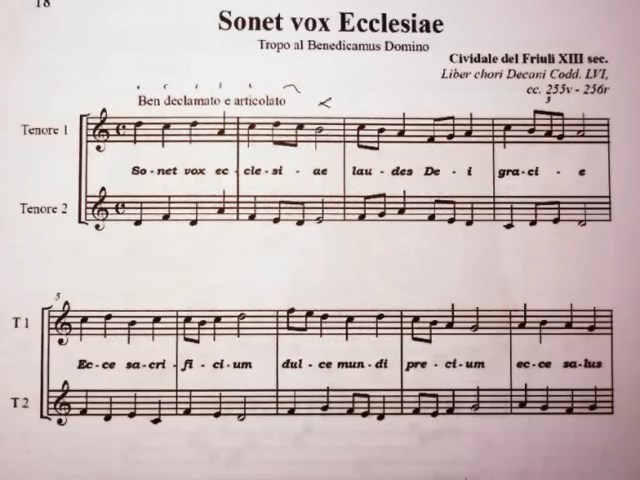 18
Sonet vox Ecclesiae
Tropo al Benedicamus Domino
Cividale del Friuli XIII sec.
Liber chori Decani Codd. LVI,
cc. 255v - 256r
Ben declamato e articolato
3
Tenore 1
So - net vox ec - cle - si - ae lau - des De - i gra - ci - e
Tenore 2
5
T 1
Ec - ce sa - cri - fi - ci - um dul - ce mun - di pre - ci - um ec - ce sa - lus
T 2